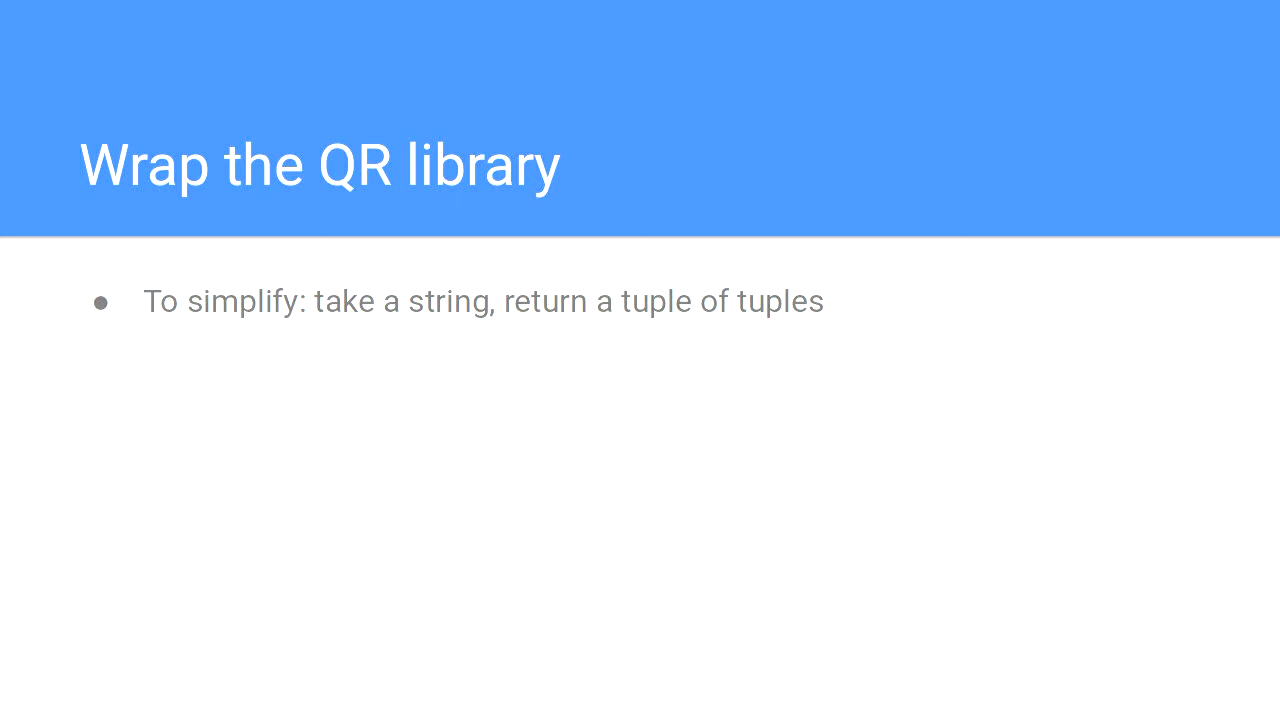 Wrap the QR library
● To simplify: take a string, return a tuple of tuples